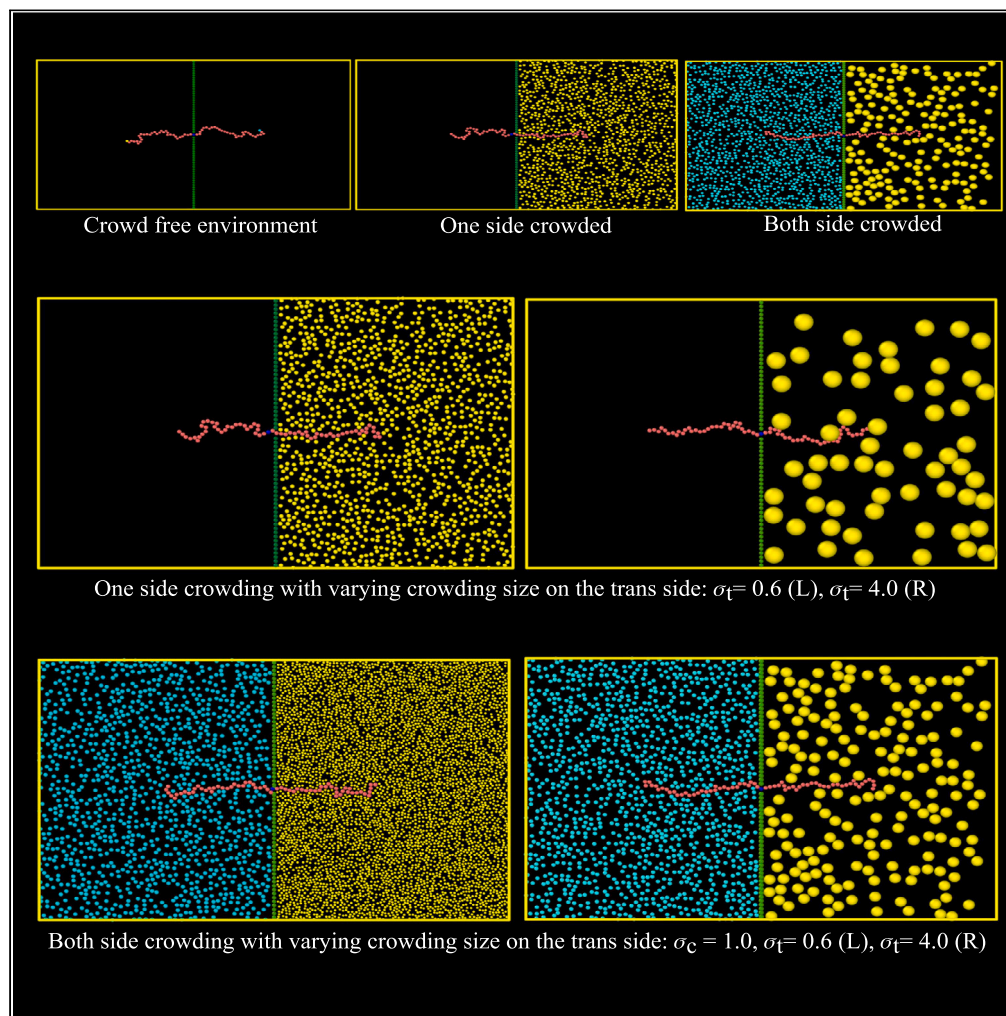 Crowd free environment
One side crowded
Both side crowded
One side crowding with varying crowding size on the trans side: σt= 0.6 (L), σt= 4.0 (R)
Both side crowding with varying crowding size on the trans side: σc = 1.0, σt= 0.6 (L), σt= 4.0 (R)